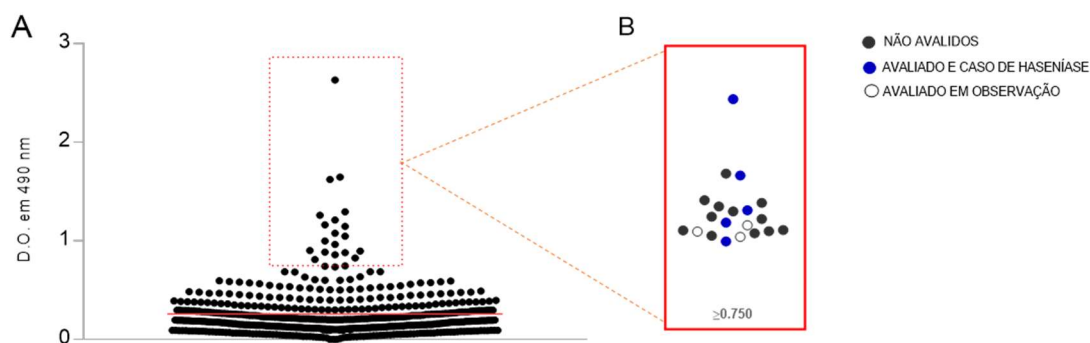 A
3
2
1
0
D.O. em 490 nm
B
≥0.750
NÃO AVALIDOS
AVALIADO E CASO DE HASENÍASE
AVALIADO EM OBSERVAÇÃO